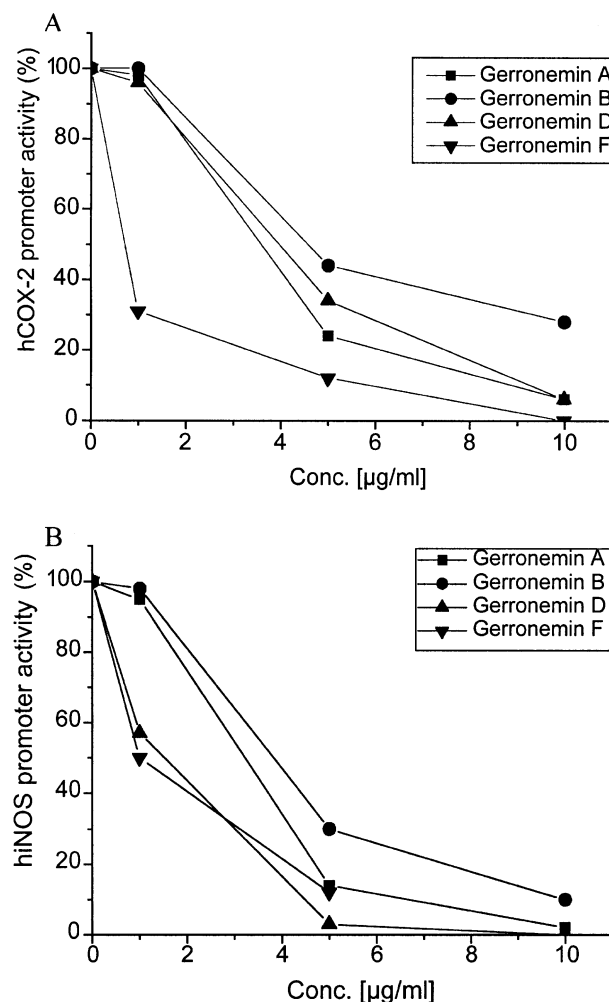 A
hCOX-2 promoter activity (%)
100
80
60
40
20
0
Gerronemin A
Gerronemin B
Gerronemin D
Gerronemin F
0 2 4 6 8 10
Conc. [µg/ml]
B
hiNOS promoter activity (%)
100
80
60
40
20
0
Gerronemin A
Gerronemin B
Gerronemin D
Gerronemin F
0 2 4 6 8 10
Conc. [µg/ml]